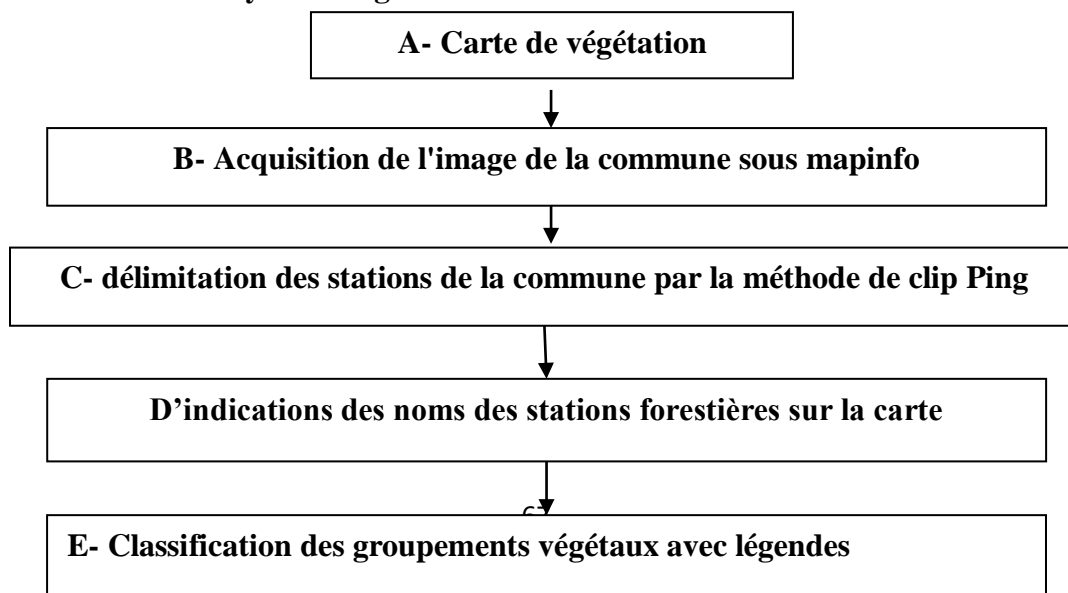 A- Carte de végétation
B- Acquisition de l'image de la commune sous mapinfo
C- délimitation des stations de la commune par la méthode de clip Ping
D’indications des noms des stations forestières sur la carte
E- Classification des groupements végétaux avec légendes